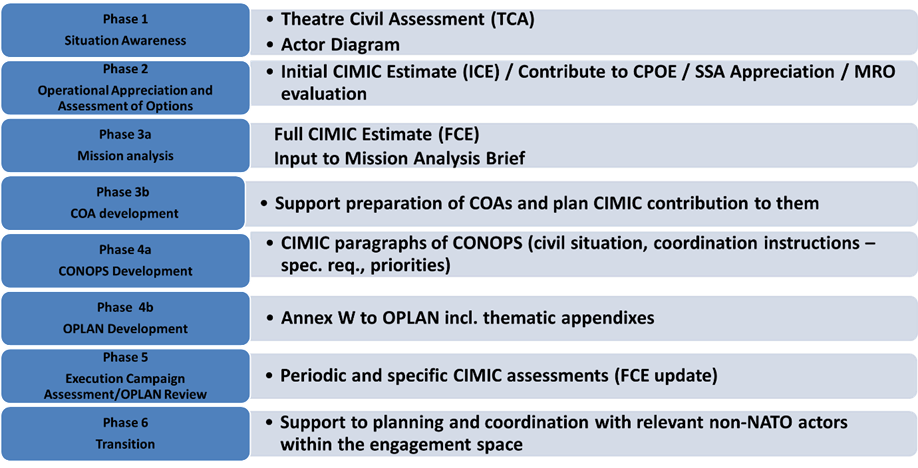 Phase 1
Situation Awareness
• Theatre Civil Assessment (TCA)
• Actor Diagram
Phase 2
Operational Appreciation and
Assessment of Options
• Initial CIMIC Estimate (ICE) / Contribute to CPOE / SSA Appreciation / MRO
evaluation
Phase 3a
Mission analysis
Full CIMIC Estimate (FCE)
Input to Mission Analysis Brief
Phase 3b
COA development
• Support preparation of COAs and plan CIMIC contribution to them
Phase 4a
CONOPS Development
• CIMIC paragraphs of CONOPS (civil situation, coordination instructions –
spec. req., priorities)
Phase 4b
OPLAN Development
• Annex W to OPLAN incl. thematic appendixes
Phase 5
Execution Campaign
Assessment/OPLAN Review
• Periodic and specific CIMIC assessments (FCE update)
Phase 6
Transition
• Support to planning and coordination with relevant non-NATO actors
within the engagement space